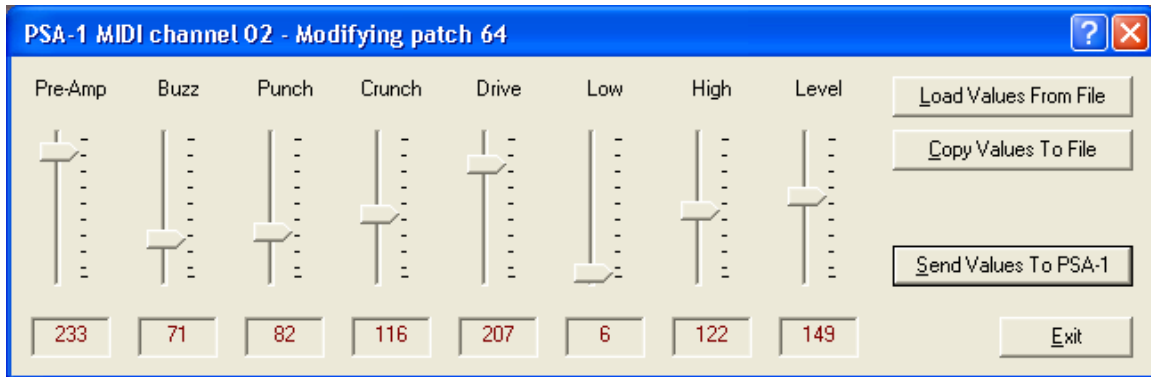 PSA-1 MIDI channel 02 - Modifying patch 64
Pre-Amp Buzz Punch Crunch Drive Low High Level
Load Values From File
Copy Values To File
Send Values To PSA-1
233 71 82 116 207 6 122 149
Exit